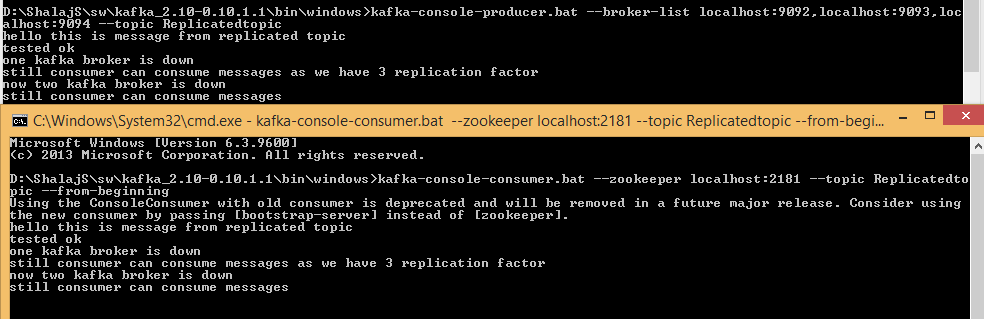 D:\ShalajS\sw\kafka_2.10-0.10.1.1\bin\windows>kafka-console-producer.bat --broker-list localhost:9092,localhost:9093,loc
alhost:9094 --topic Replicatedtopic
hello this is message from replicated topic
tested ok
one kafka broker is down
still consumer can consume messages as we have 3 replication factor
now two kafka broker is down
still consumer can consume messages
C:\Windows\System32\cmd.exe - kafka-console-consumer.bat --zookeeper localhost:2181 --topic Replicatedtopic --from-begi...
Microsoft Windows [Version 6.3.9600]
(c) 2013 Microsoft Corporation. All rights reserved.
D:\ShalajS\sw\kafka_2.10-0.10.1.1\bin\windows>kafka-console-consumer.bat --zookeeper localhost:2181 --topic Replicatedto
pic --from-beginning
Using the ConsoleConsumer with old consumer is deprecated and will be removed in a future major release. Consider using
the new consumer by passing [bootstrap-server] instead of [zookeeper].
hello this is message from replicated topic
tested ok
one kafka broker is down
still consumer can consume messages as we have 3 replication factor
now two kafka broker is down
still consumer can consume messages